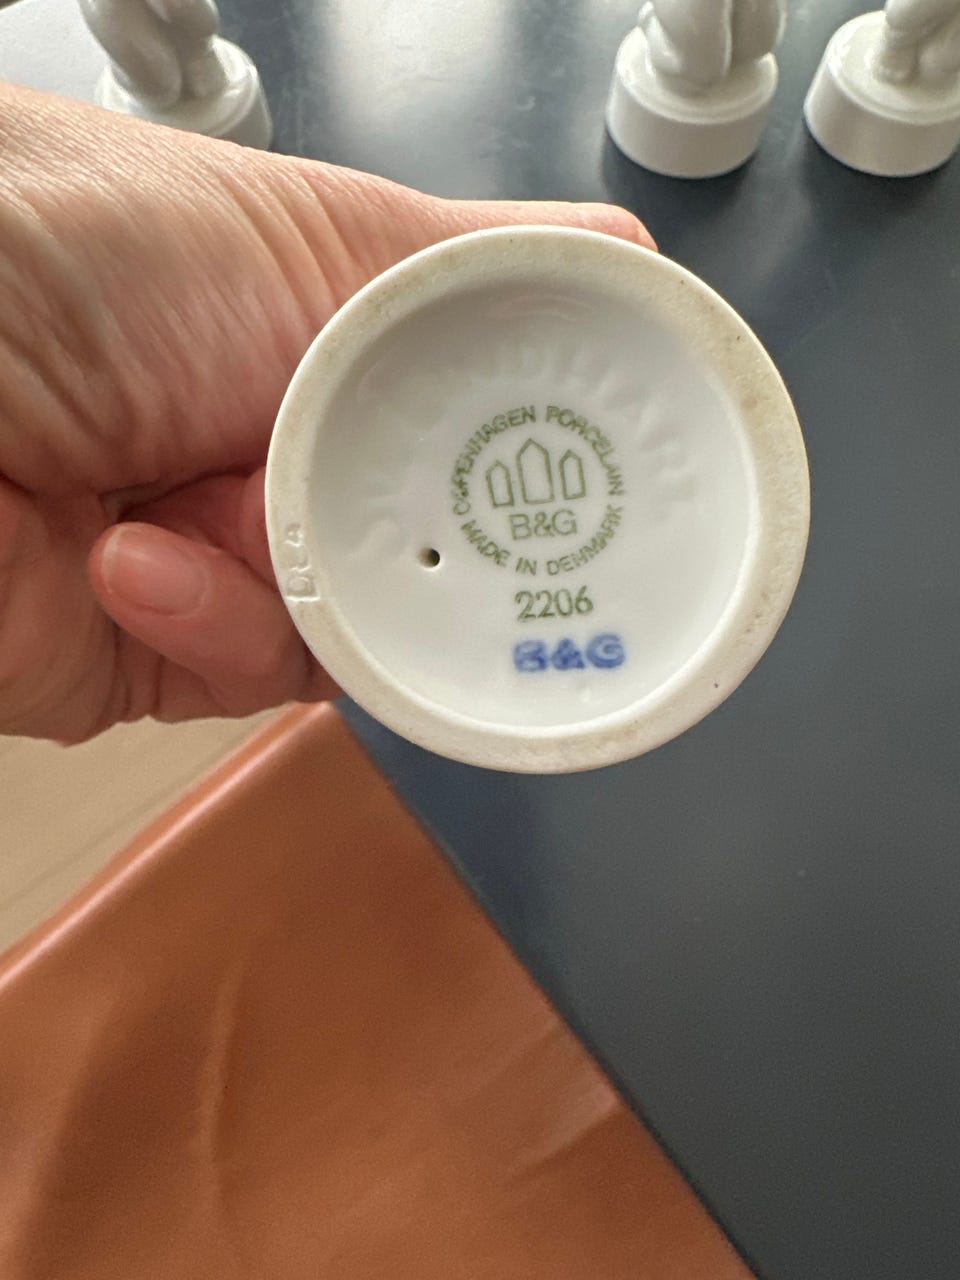 COPENHAGEN PORCELAIN
B&G
MADE IN DENMARK
2206
B&G